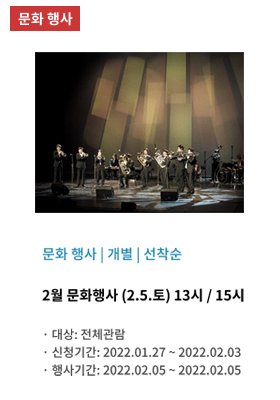 문화 행사
문화 행사 | 개별 | 선착순
2월 문화행사 (2.5.토) 13시 / 15시
· 대상: 전체관람
· 신청기간: 2022.01.27 ~ 2022.02.03
· 행사기간: 2022.02.05 ~ 2022.02.05